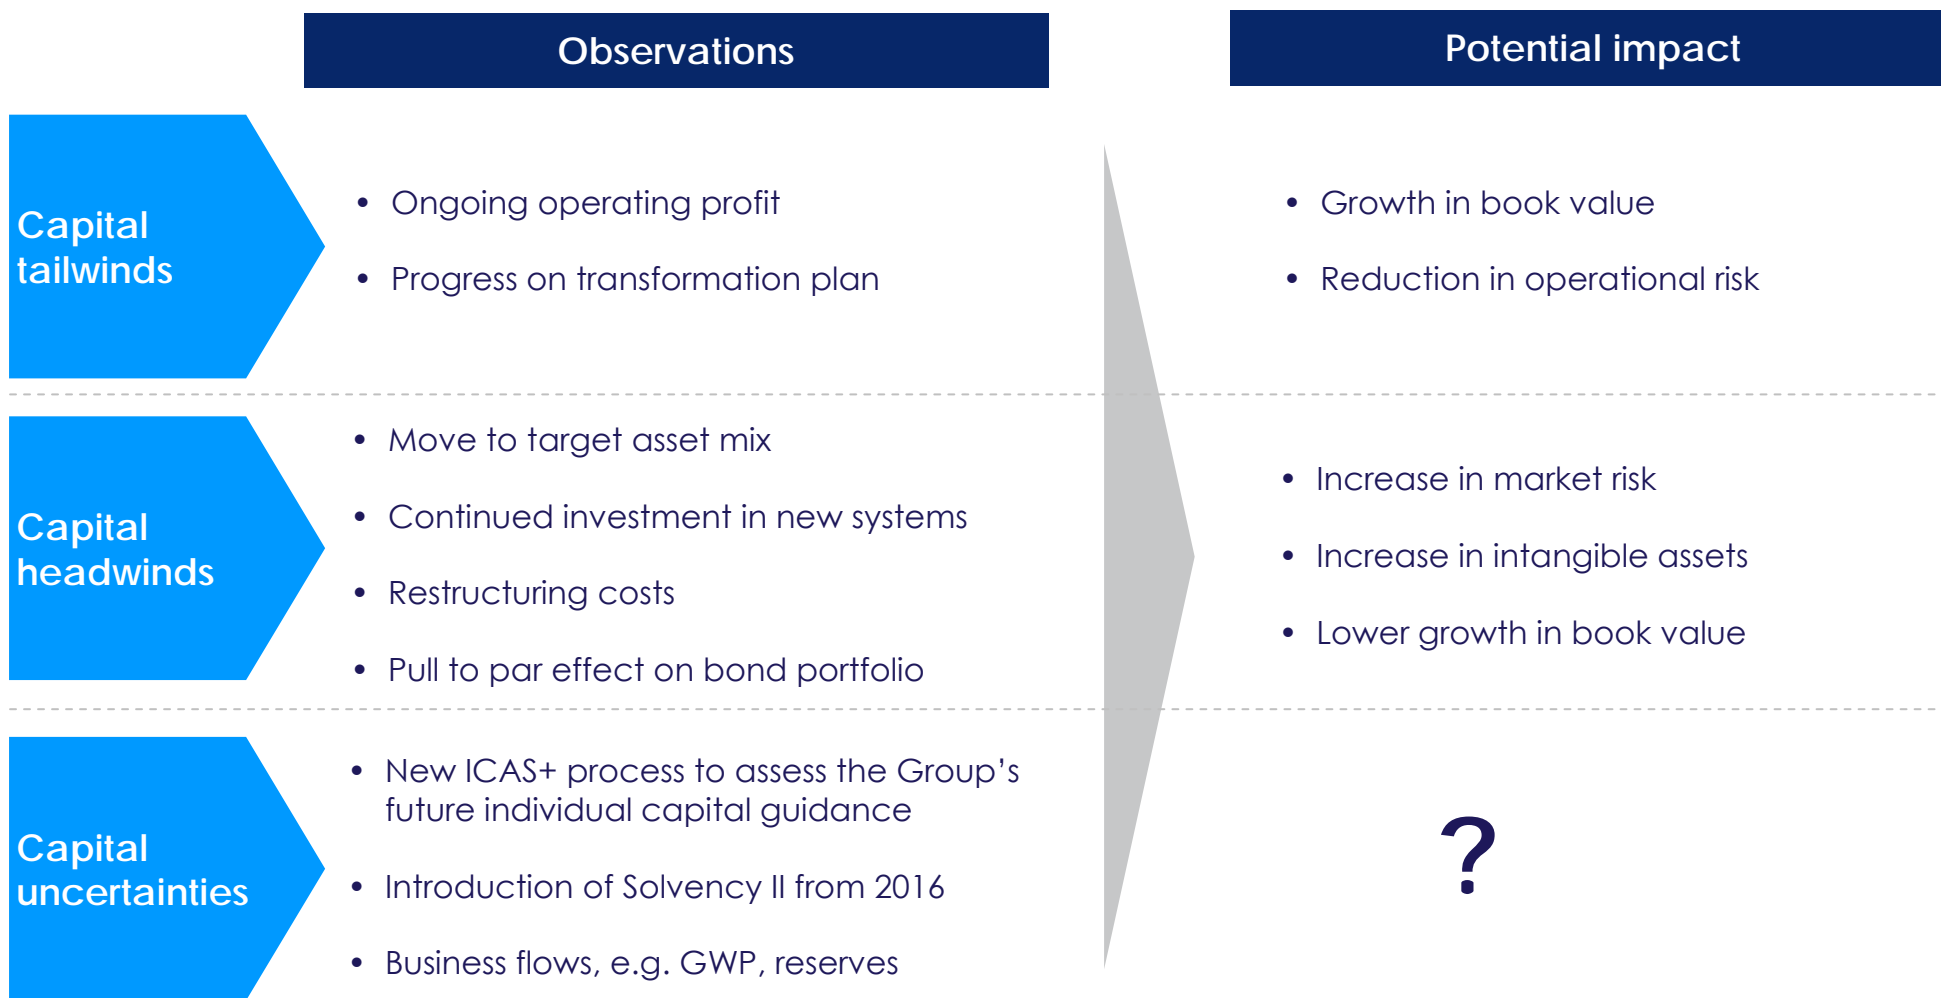 Observations
Potential impact
Capital
tailwinds
• Ongoing operating profit
• Progress on transformation plan
• Growth in book value
• Reduction in operational risk
Capital
headwinds
• Move to target asset mix
• Continued investment in new systems
• Restructuring costs
• Pull to par effect on bond portfolio
• Increase in market risk
• Increase in intangible assets
• Lower growth in book value
Capital
uncertainties
• New ICAS+ process to assess the Group’s
future individual capital guidance
• Introduction of Solvency II from 2016
• Business flows, e.g. GWP, reserves
?